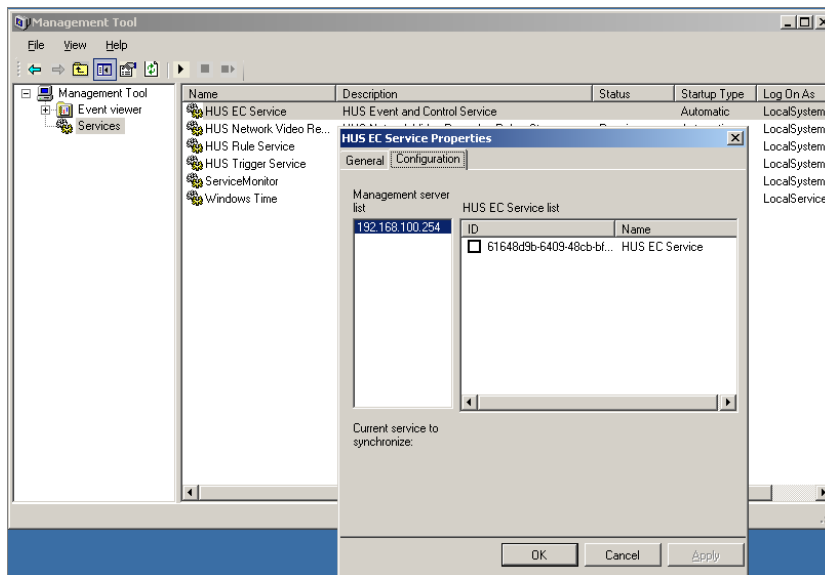 Management Tool
File View Help
Management Tool
Event viewer
Services
Name Description Status Startup Type Log On As
HUS EC Service HUS Event and Control Service Automatic LocalSystem
HUS Network Video Re... LocalSystem
HUS Rule Service LocalSystem
HUS Trigger Service LocalSystem
ServiceMonitor LocalSystem
Windows Time LocalService
HUS EC Service Properties
General Configuration
Management server
list
HUS EC Service list
192.168.100.254
ID Name
61648d9b-6409-48cb-bf... HUS EC Service
Current service to
synchronize:
OK Cancel Apply